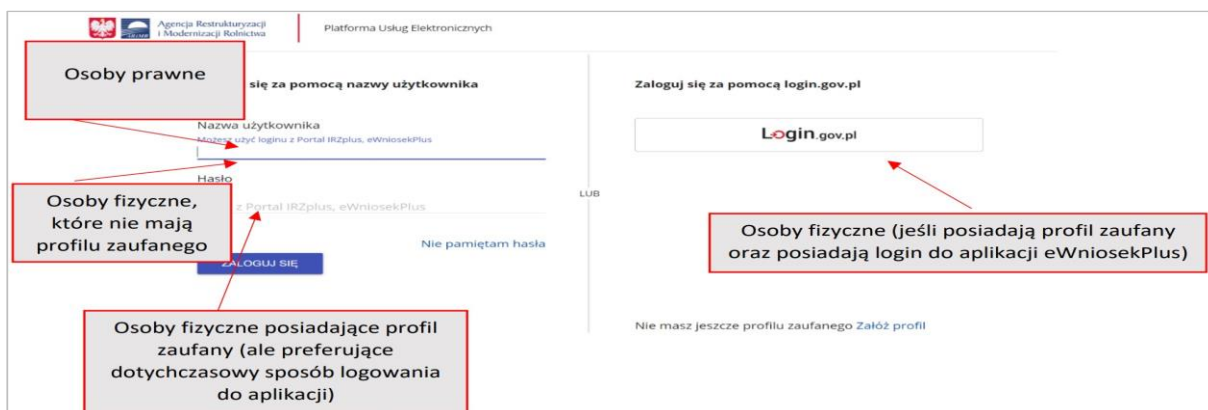 Agencja Restrukturyzacji
i Modernizacji Rolnictwa
Platforma Usług Elektronicznych
Osoby prawne
się za pomocą nazwy użytkownika
Nazwa użytkownika
Możesz użyć loginu z Portal IRZplus, eWniosekPlus
Hasło
z Portal IRZplus, eWniosekPlus
Osoby fizyczne,
które nie mają
profilu zaufanego
Nie pamiętam hasła
ZALOGUJ SIĘ
Osoby fizyczne posiadające profil
zaufany (ale preferujące
dotychczasowy sposób logowania
do aplikacji)
LUB
Zaloguj się za pomocą login.gov.pl
Login.gov.pl
Osoby fizyczne (jeśli posiadają profil zaufany
oraz posiadają login do aplikacji eWniosekPlus)
Nie masz jeszcze profilu zaufanego Załóż profil